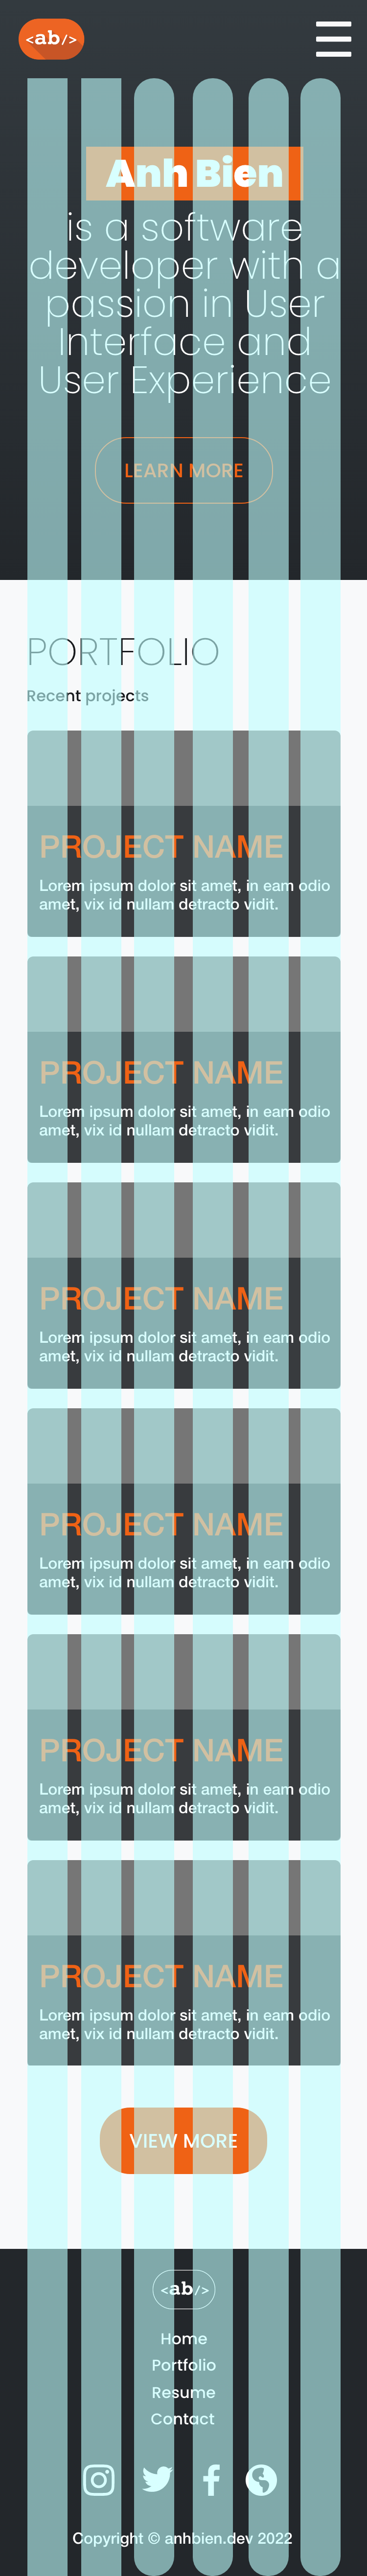 <ab/>
Anh Bien
is a software
developer with a
passion in User
Interface and
User Experience
LEARN MORE
PORTFOLIO
Recent projects
PROJECT NAME
Lorem ipsum dolor sit amet, in eam odio
amet, vix id nullam detracto vidit.
PROJECT NAME
Lorem ipsum dolor sit amet, in eam odio
amet, vix id nullam detracto vidit.
PROJECT NAME
Lorem ipsum dolor sit amet, in eam odio
amet, vix id nullam detracto vidit.
PROJECT NAME
Lorem ipsum dolor sit amet, in eam odio
amet, vix id nullam detracto vidit.
PROJECT NAME
Lorem ipsum dolor sit amet, in eam odio
amet, vix id nullam detracto vidit.
PROJECT NAME
Lorem ipsum dolor sit amet, in eam odio
amet, vix id nullam detracto vidit.
VIEW MORE
<ab/>
Home
Portfolio
Resume
Contact
Copyright © anhbien.dev 2022